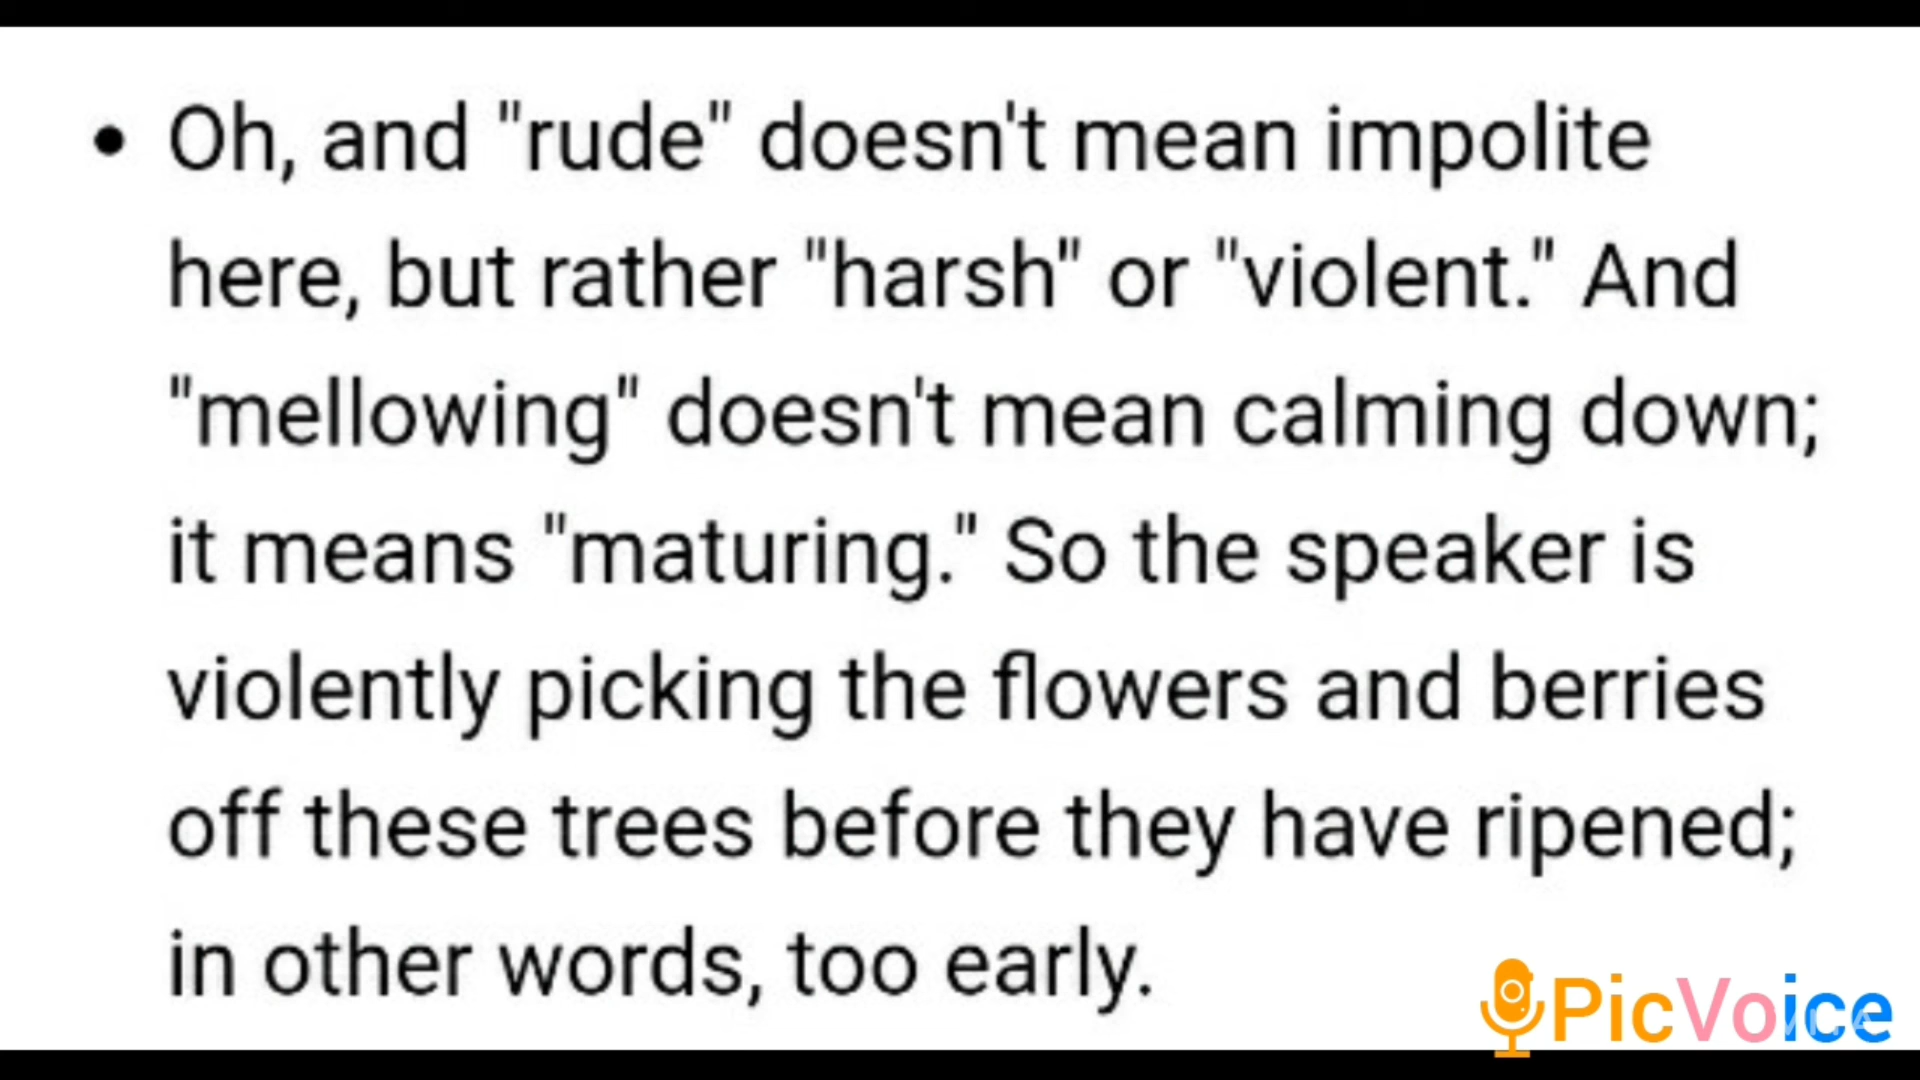 • Oh, and "rude" doesn't mean impolite
here, but rather "harsh" or "violent." And
"mellowing" doesn't mean calming down;
it means "maturing." So the speaker is
violently picking the flowers and berries
off these trees before they have ripened;
in other words, too early.
PicVoice